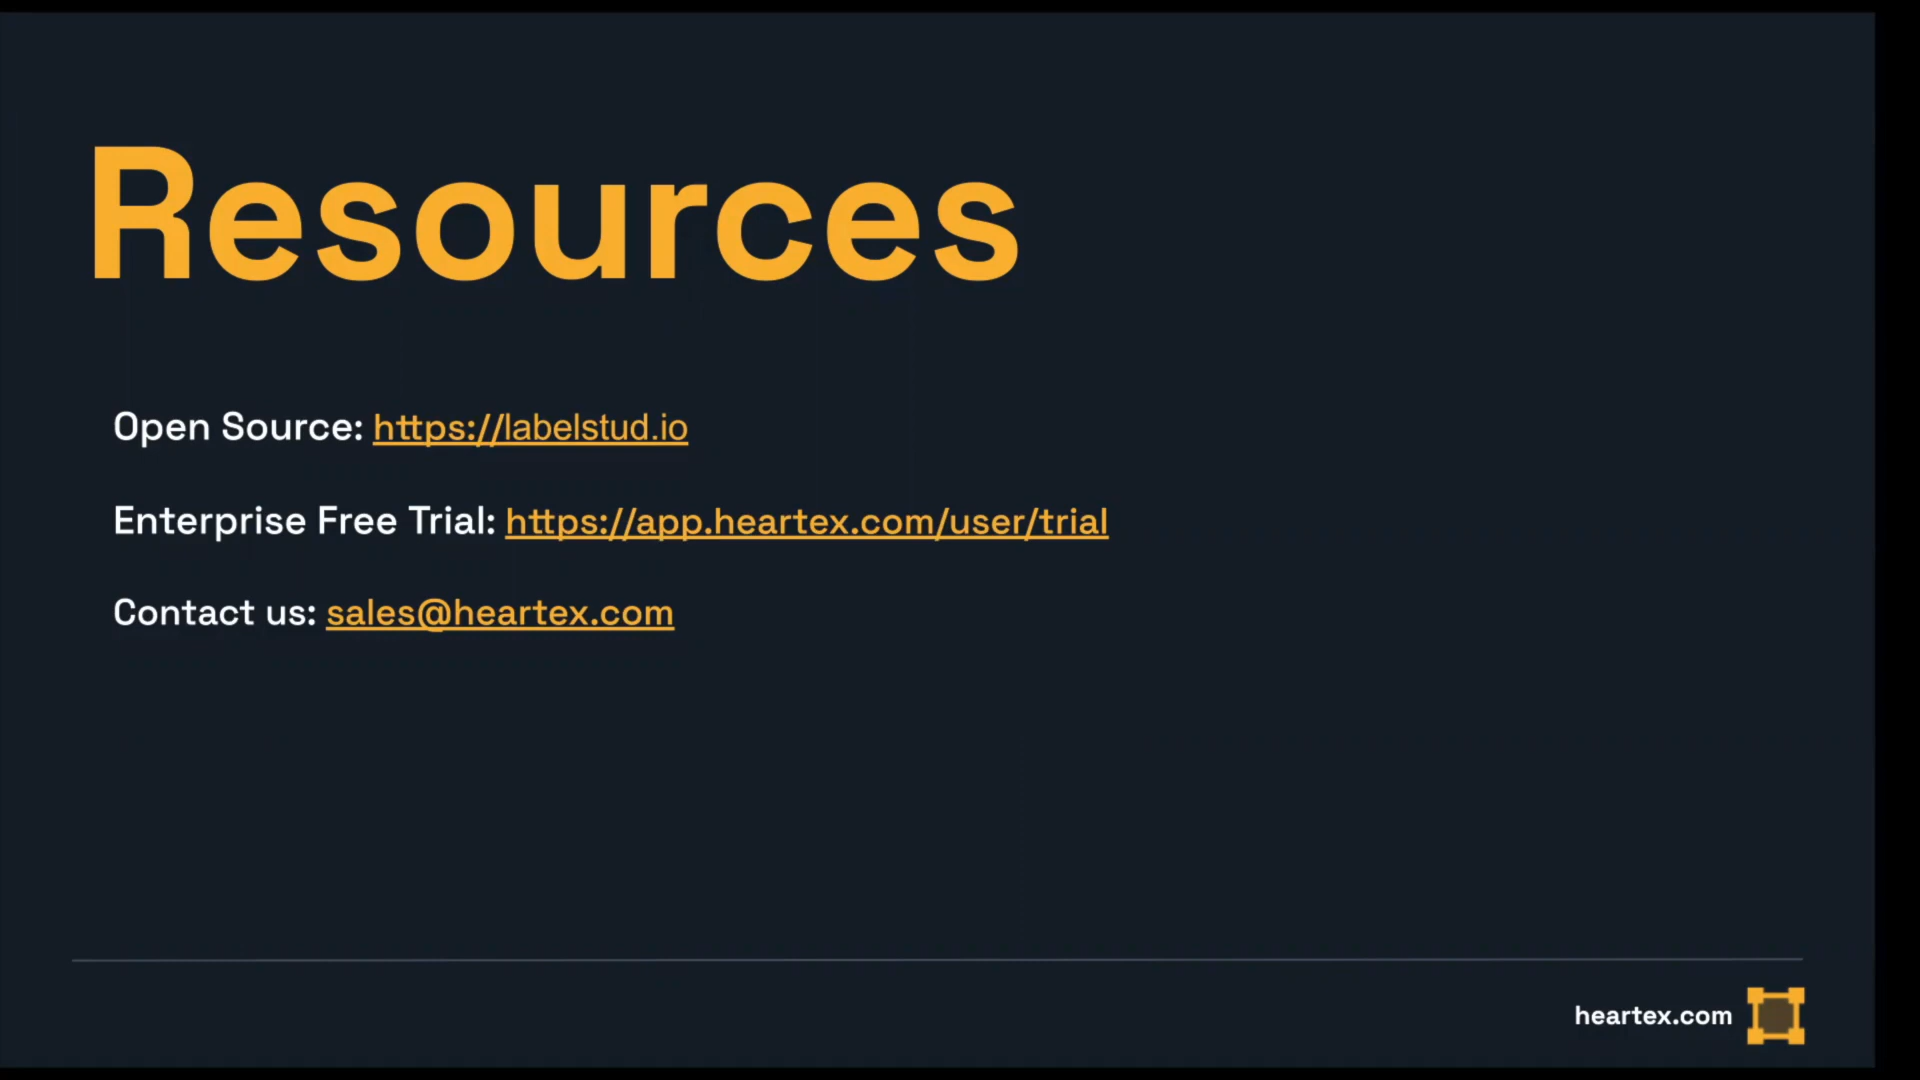 Resources
Open Source: https://labelstud.io
Enterprise Free Trial: https://app.heartex.com/user/trial
Contact us: sales@heartex.com
heartex.com